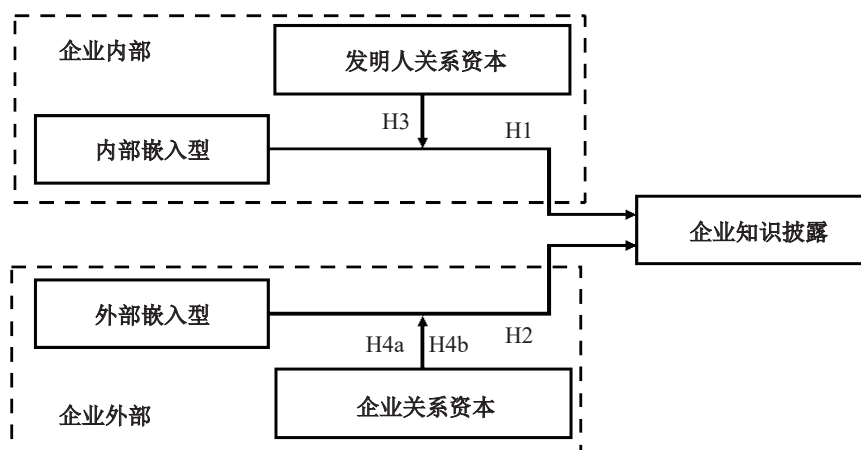 企业内部
发明人关系资本
H3
H1
内部嵌入型
企业知识披露
外部嵌入型
H4a
H4b
H2
企业关系资本
企业外部